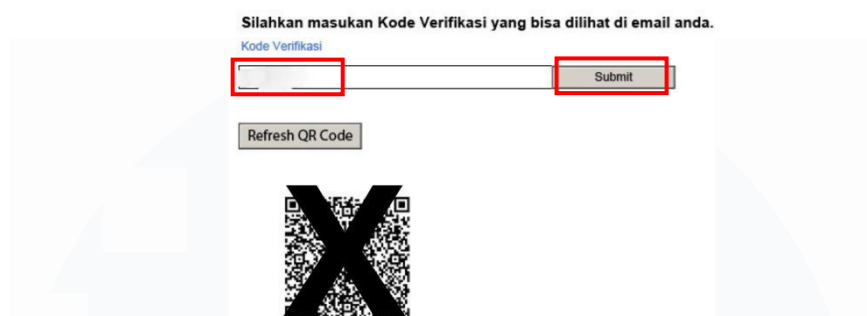 Silahkan masukan Kode Verifikasi yang bisa dilihat di email anda.
Kode Verifikasi
Submit
Refresh QR Code